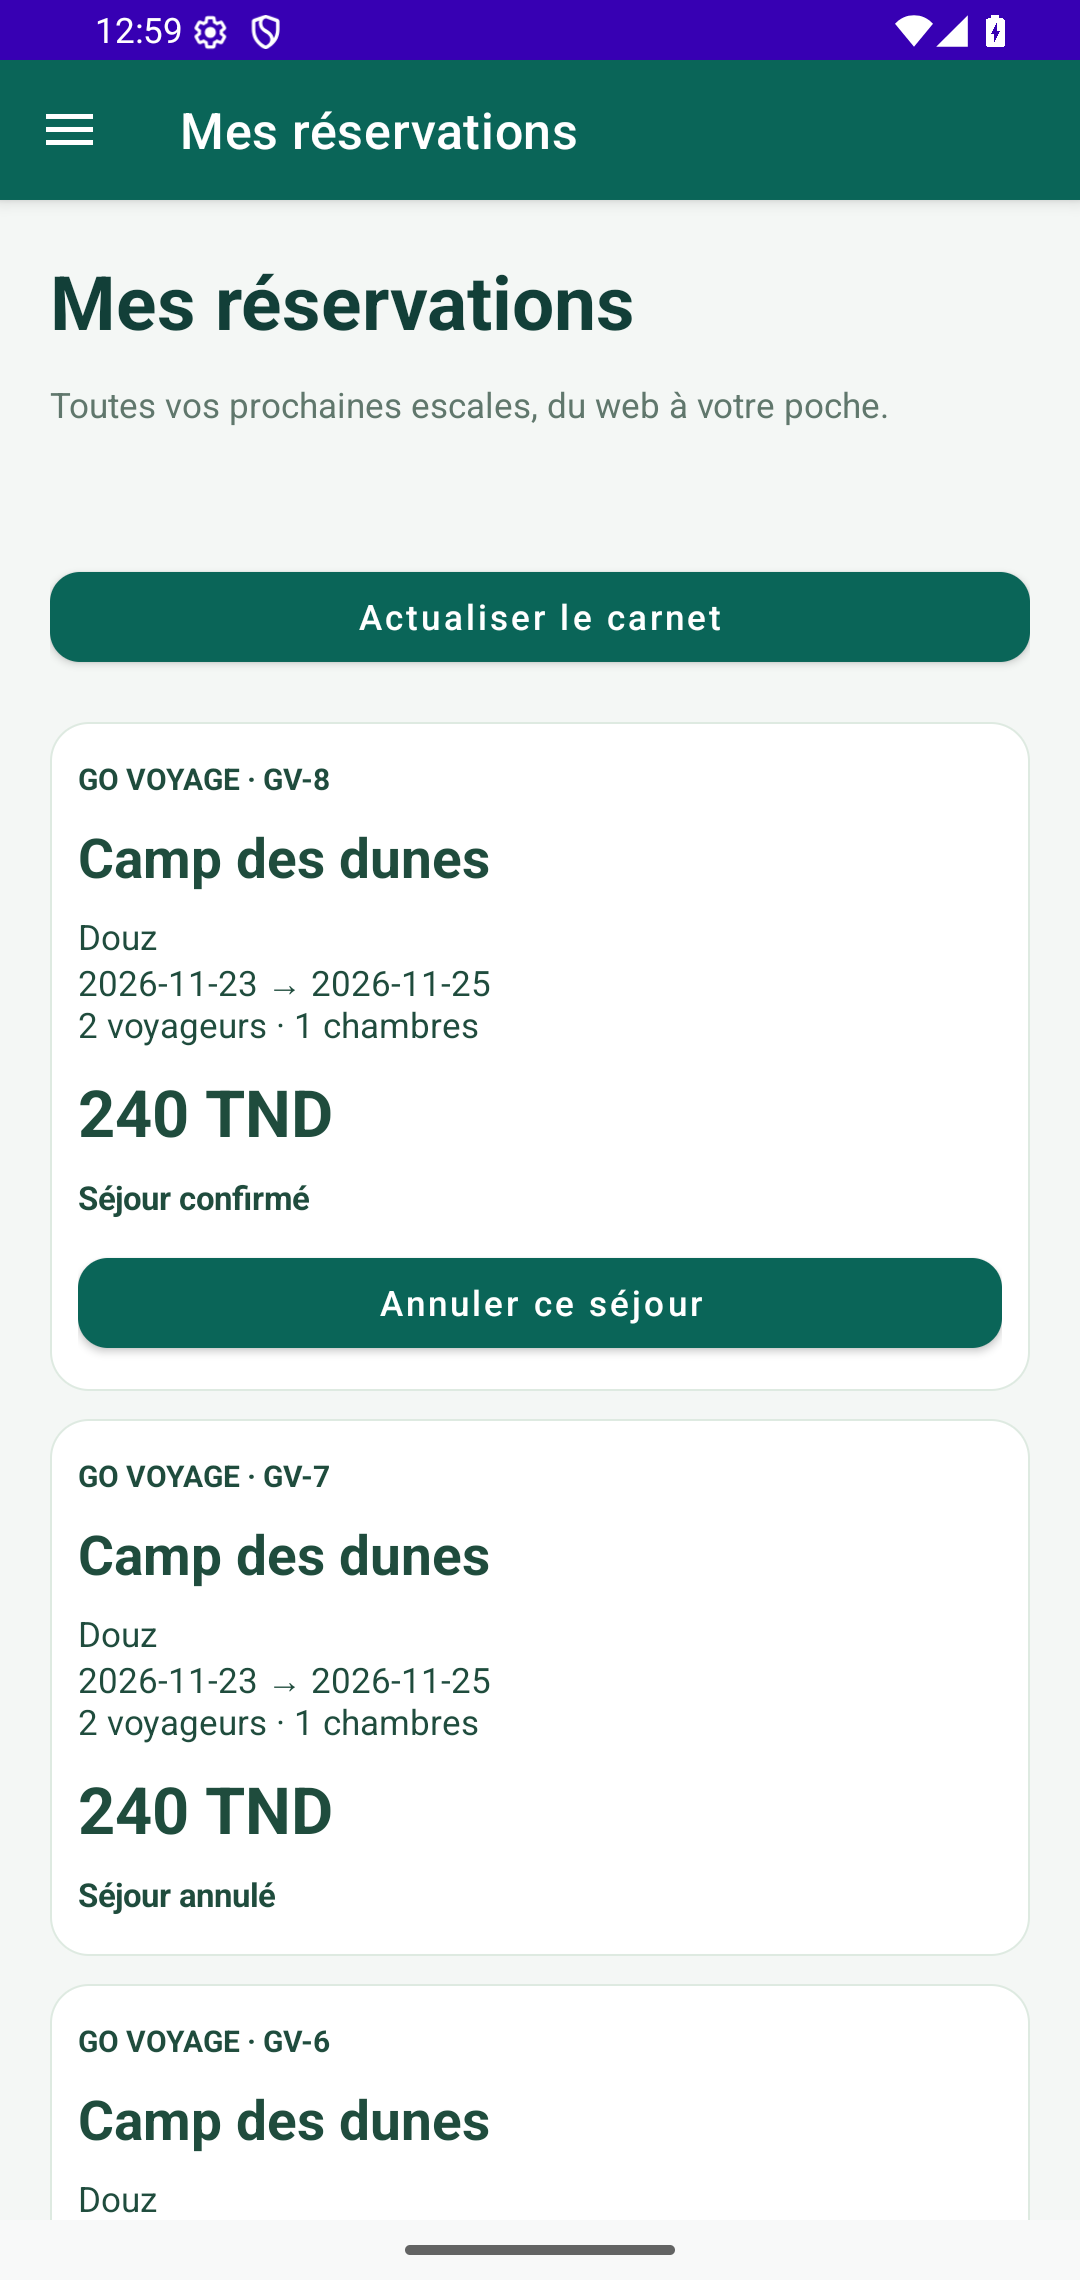 12:59
Mes réservations
Mes réservations
Toutes vos prochaines escales, du web à votre poche.
Actualiser le carnet
GO VOYAGE · GV-8
Camp des dunes
Douz
2026-11-23 → 2026-11-25
2 voyageurs · 1 chambres
240 TND
Séjour confirmé
Annuler ce séjour
GO VOYAGE · GV-7
Camp des dunes
Douz
2026-11-23 → 2026-11-25
2 voyageurs · 1 chambres
240 TND
Séjour annulé
GO VOYAGE · GV-6
Camp des dunes
Douz